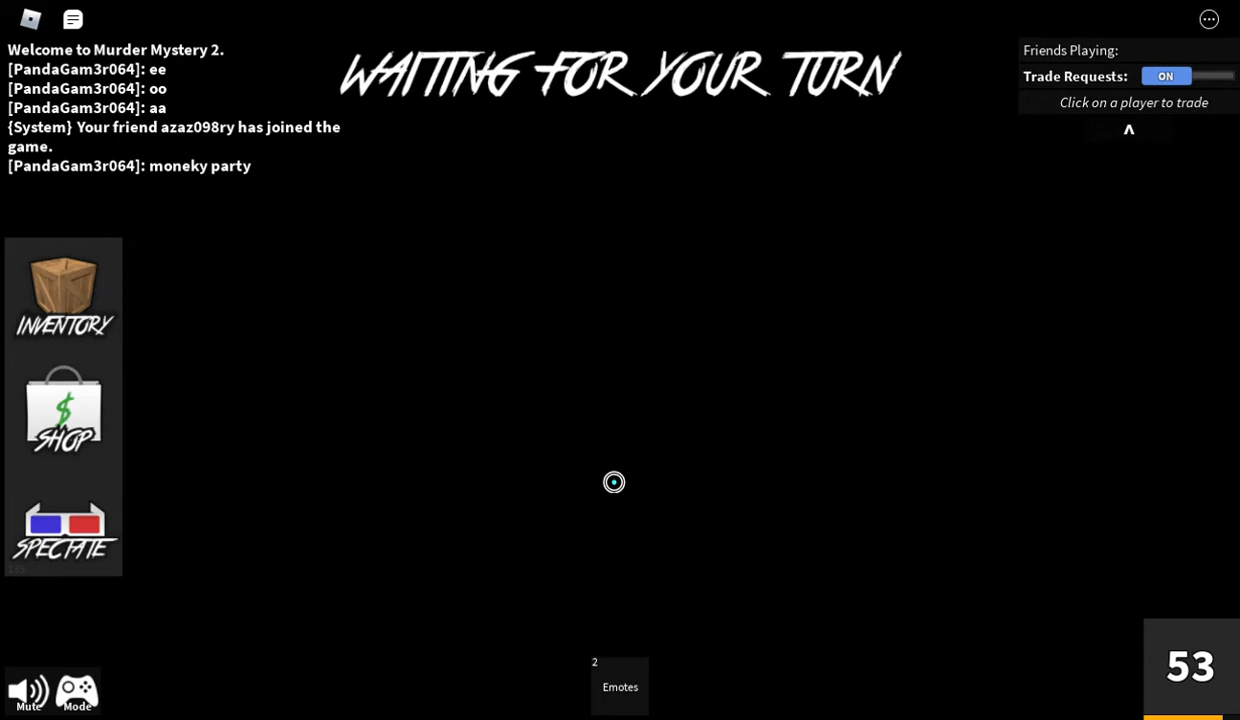 Welcome to Murder Mystery 2.
[PandaGam3r064]: ee
[PandaGam3r064]: oo
[PandaGam3r064]: aa
{System} Your friend azaz098ry has joined the
game.
[PandaGam3r064]: moneky party
WAITING FOR YOUR TURN
Friends Playing:
Trade Requests: ON
Click on a player to trade
INVENTORY
$
SHOP
SPECTATE
135
2
Emotes
Mute
Mode
53